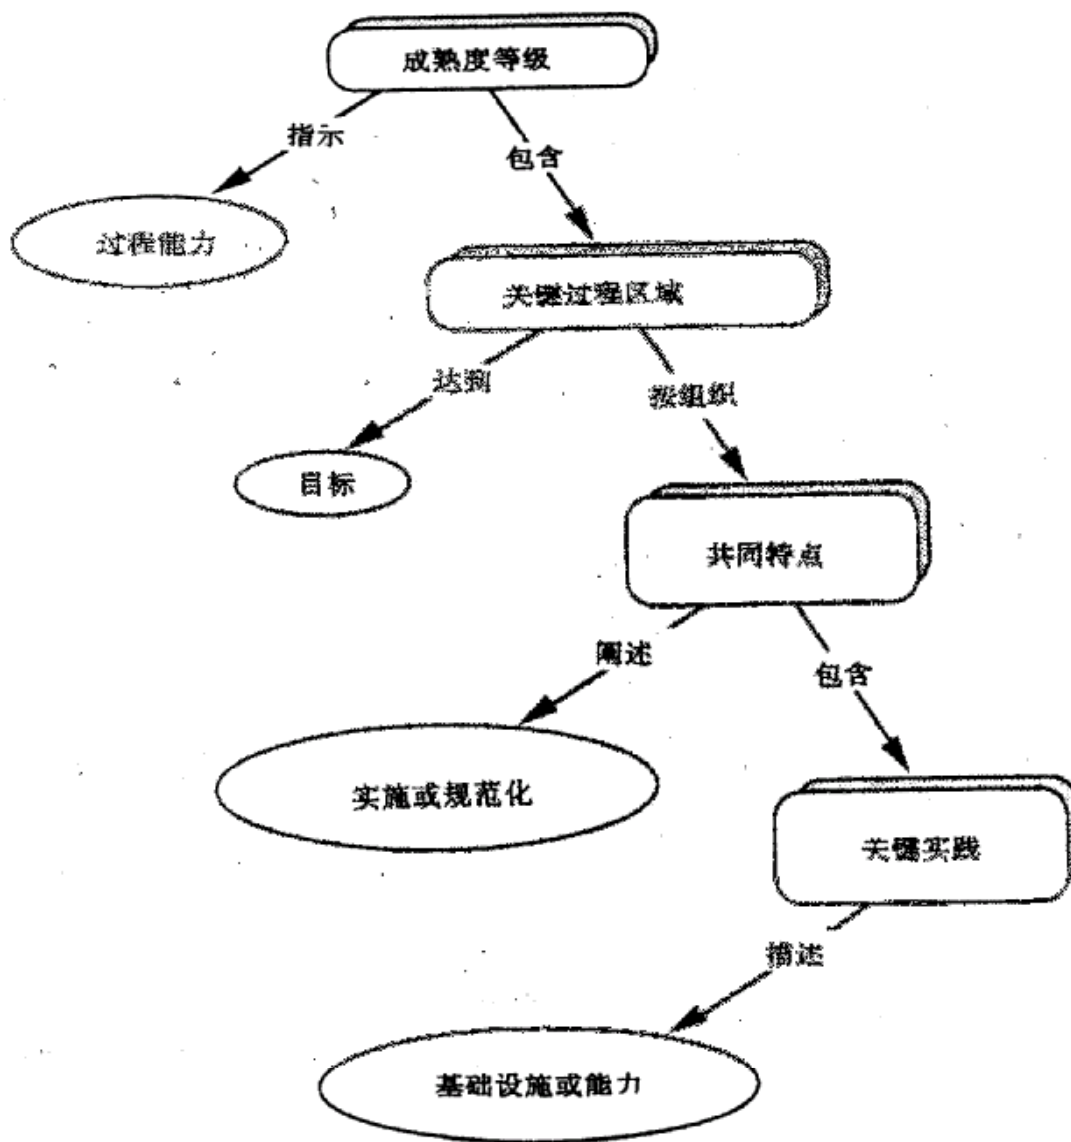 成熟度等级
指示
包含
过程能力
关键过程区域
达到
按组织
目标
共同特点
阐述
包含
实施或规范化
关键实践
描述
基础设施或能力